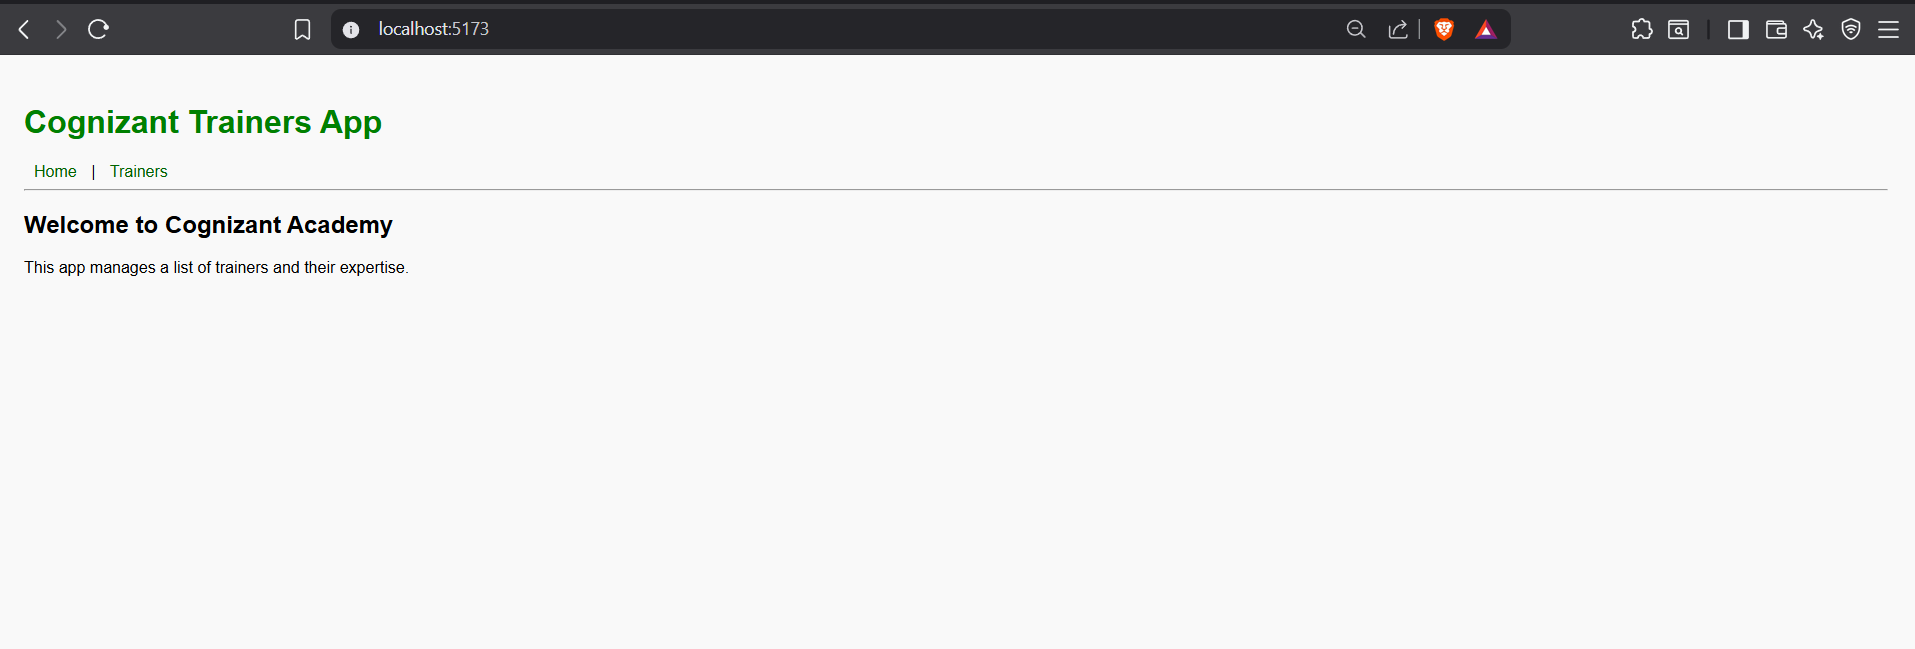 localhost:5173
Cognizant Trainers App
Home | Trainers
Welcome to Cognizant Academy
This app manages a list of trainers and their expertise.